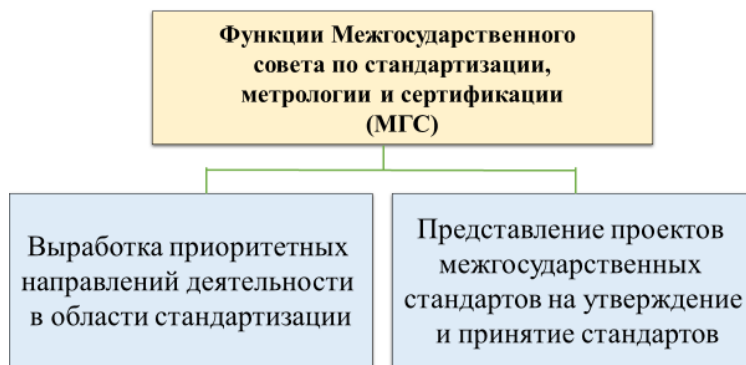 Функции Межгосударственного
совета по стандартизации,
метрологии и сертификации
(МГС)
Выработка приоритетных
направлений деятельности
в области стандартизации
Представление проектов
межгосударственных
стандартов на утверждение
и принятие стандартов